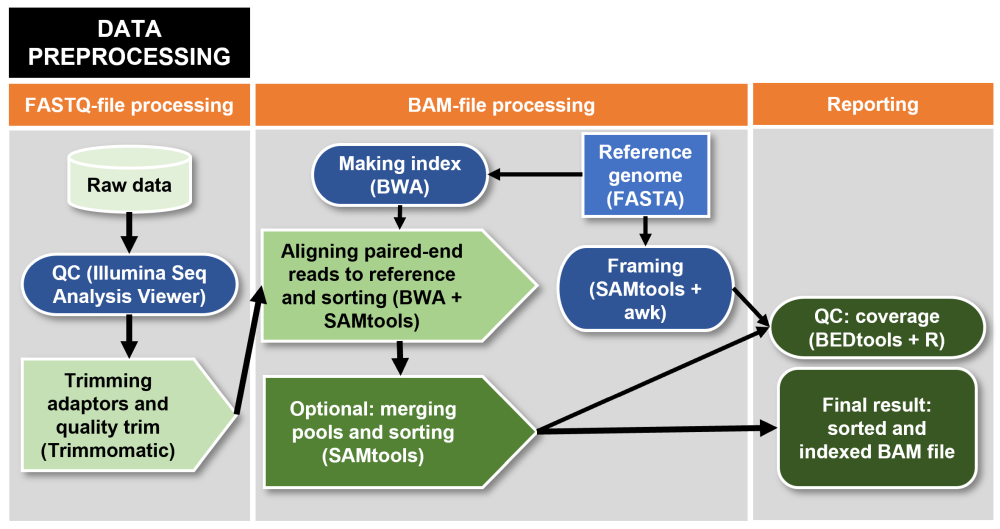 DATA
PREPROCESSING
FASTQ-file processing
BAM-file processing
Reporting
Raw data
QC (Illumina Seq
Analysis Viewer)
Trimming
adaptors and
quality trim
(Trimmomatic)
Making index
(BWA)
Reference
genome
(FASTA)
Aligning paired-end
reads to reference
and sorting (BWA +
SAMtools)
Framing
(SAMtools +
awk)
Optional: merging
pools and sorting
(SAMtools)
QC: coverage
(BEDtools + R)
Final result:
sorted and
indexed BAM file